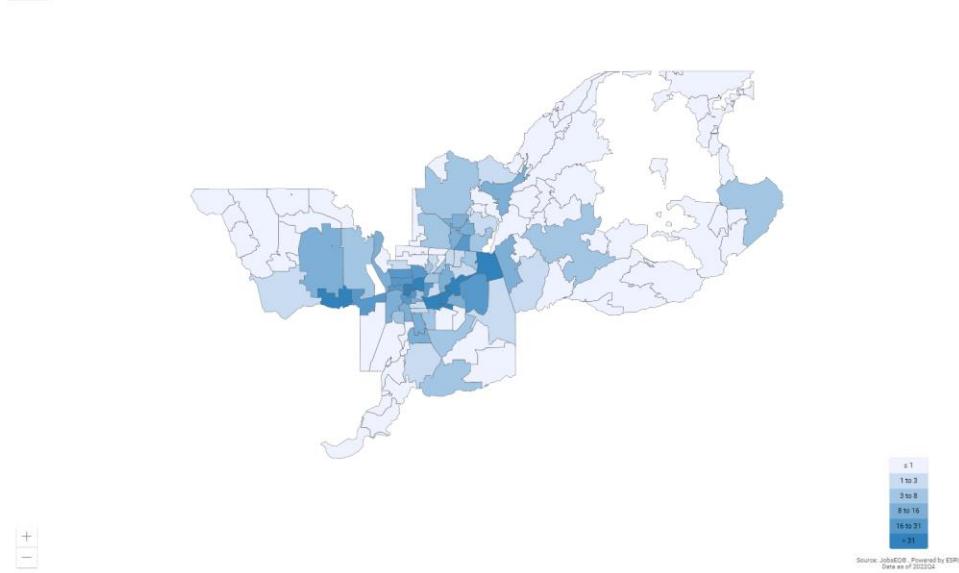 ≤ 1
1 to 3
3 to 8
8 to 16
16 to 31
> 31
+
−
Source: JobsEQ®, Powered by ESRI
Data as of 2022Q4